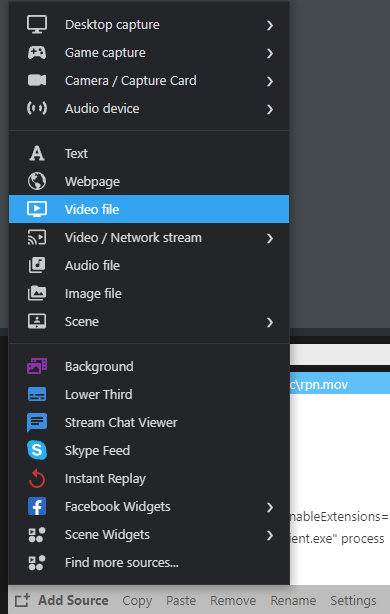 Desktop capture
Game capture
Camera / Capture Card
Audio device
Text
Webpage
Video file
Video / Network stream
Audio file
Image file
Scene
Background
c\rpn.mov
Lower Third
Stream Chat Viewer
Skype Feed
Instant Replay
Facebook Widgets
nableExtensions=
Scene Widgets
ient.exe" process
Find more sources...
Add Source Copy Paste Remove Rename Settings